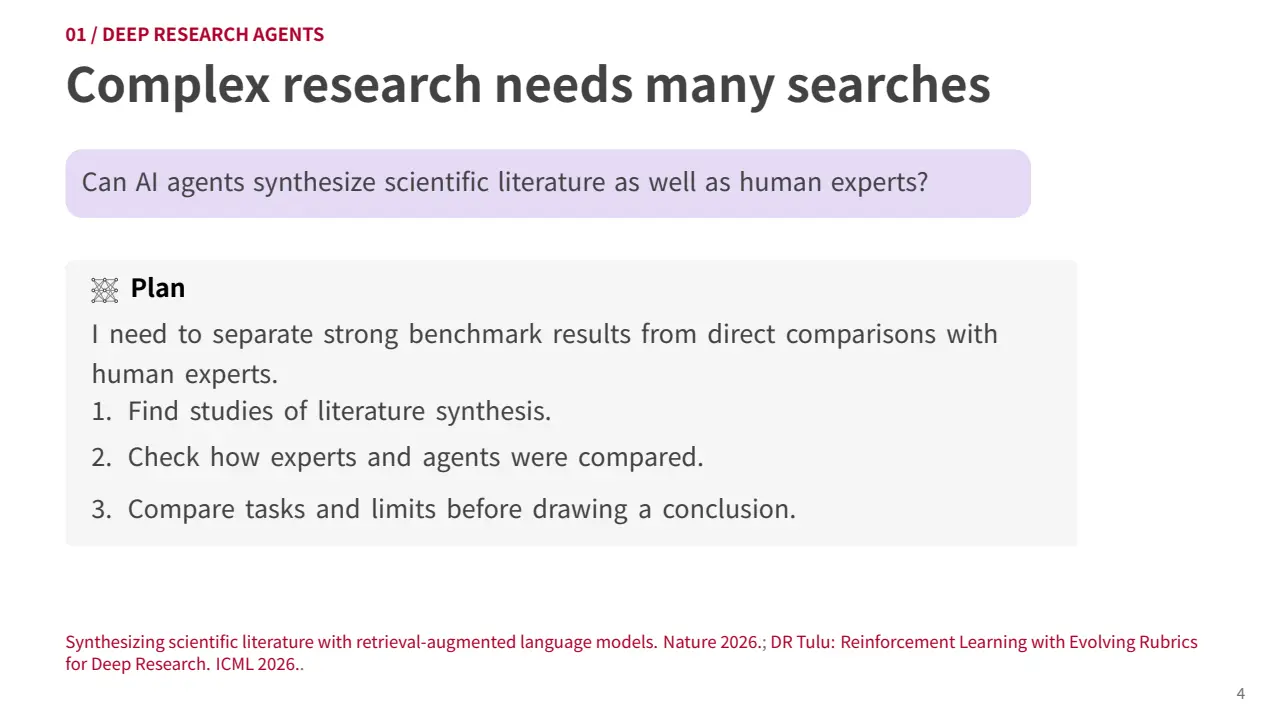 01 / DEEP RESEARCH AGENTS
Complex research needs many searches
Can AI agents synthesize scientific literature as well as human experts?
Plan
I need to separate strong benchmark results from direct comparisons with
human experts.
1. Find studies of literature synthesis.
2. Check how experts and agents were compared.
3. Compare tasks and limits before drawing a conclusion.
Synthesizing scientific literature with retrieval-augmented language models. Nature 2026.; DR Tulu: Reinforcement Learning with Evolving Rubrics
for Deep Research. ICML 2026..
4